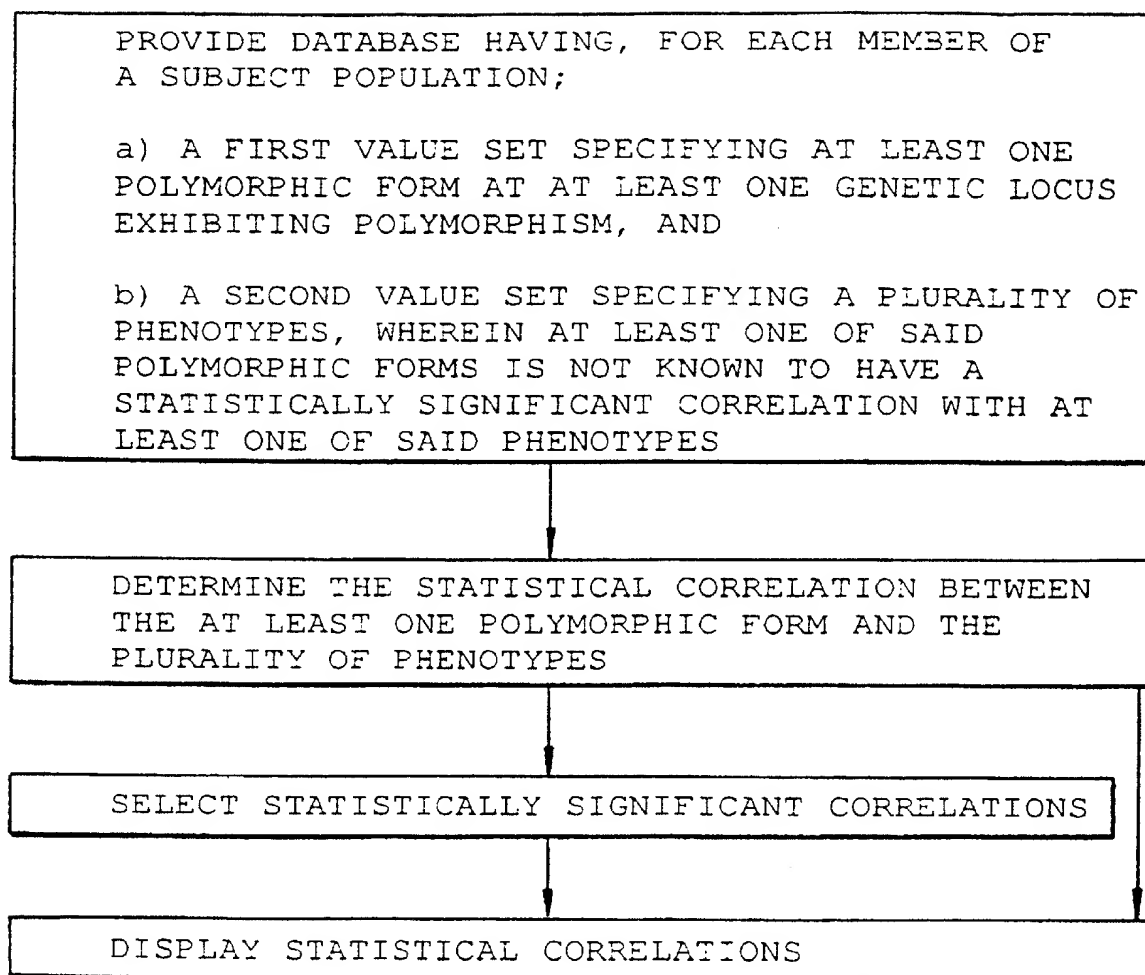 PROVIDE DATABASE HAVING, FOR EACH MEMBER OF
A SUBJECT POPULATION;
a) A FIRST VALUE SET SPECIFYING AT LEAST ONE
POLYMORPHIC FORM AT AT LEAST ONE GENETIC LOCUS
EXHIBITING POLYMORPHISM, AND
b) A SECOND VALUE SET SPECIFYING A PLURALITY OF
PHENOTYPES, WHEREIN AT LEAST ONE OF SAID
POLYMORPHIC FORMS IS NOT KNOWN TO HAVE A
STATISTICALLY SIGNIFICANT CORRELATION WITH AT
LEAST ONE OF SAID PHENOTYPES
DETERMINE THE STATISTICAL CORRELATION BETWEEN
THE AT LEAST ONE POLYMORPHIC FORM AND THE
PLURALITY OF PHENOTYPES
SELECT STATISTICALLY SIGNIFICANT CORRELATIONS
DISPLAY STATISTICAL CORRELATIONS